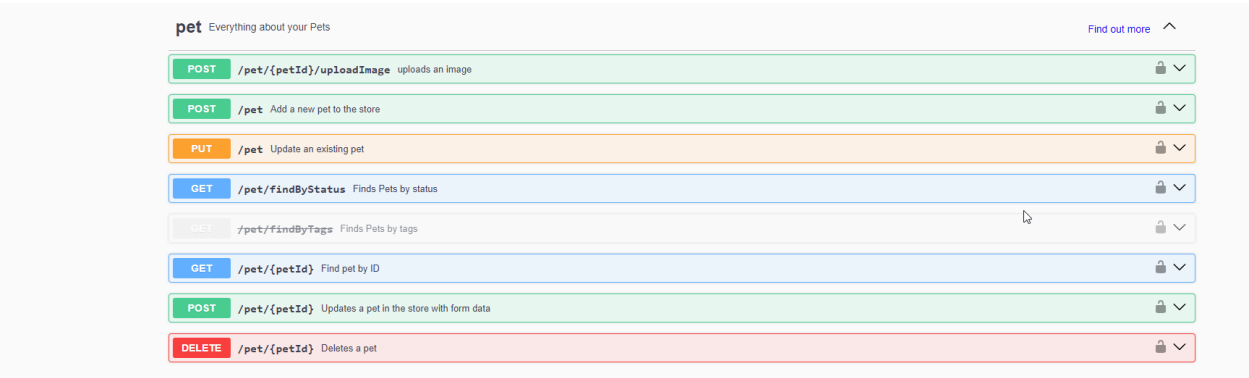 pet Everything about your Pets Find out more
POST /pet/{petId}/uploadImage uploads an image
POST /pet Add a new pet to the store
PUT /pet Update an existing pet
GET /pet/findByStatus Finds Pets by status
GET /pet/findByTags Finds Pets by tags
GET /pet/{petId} Find pet by ID
POST /pet/{petId} Updates a pet in the store with form data
DELETE /pet/{petId} Deletes a pet